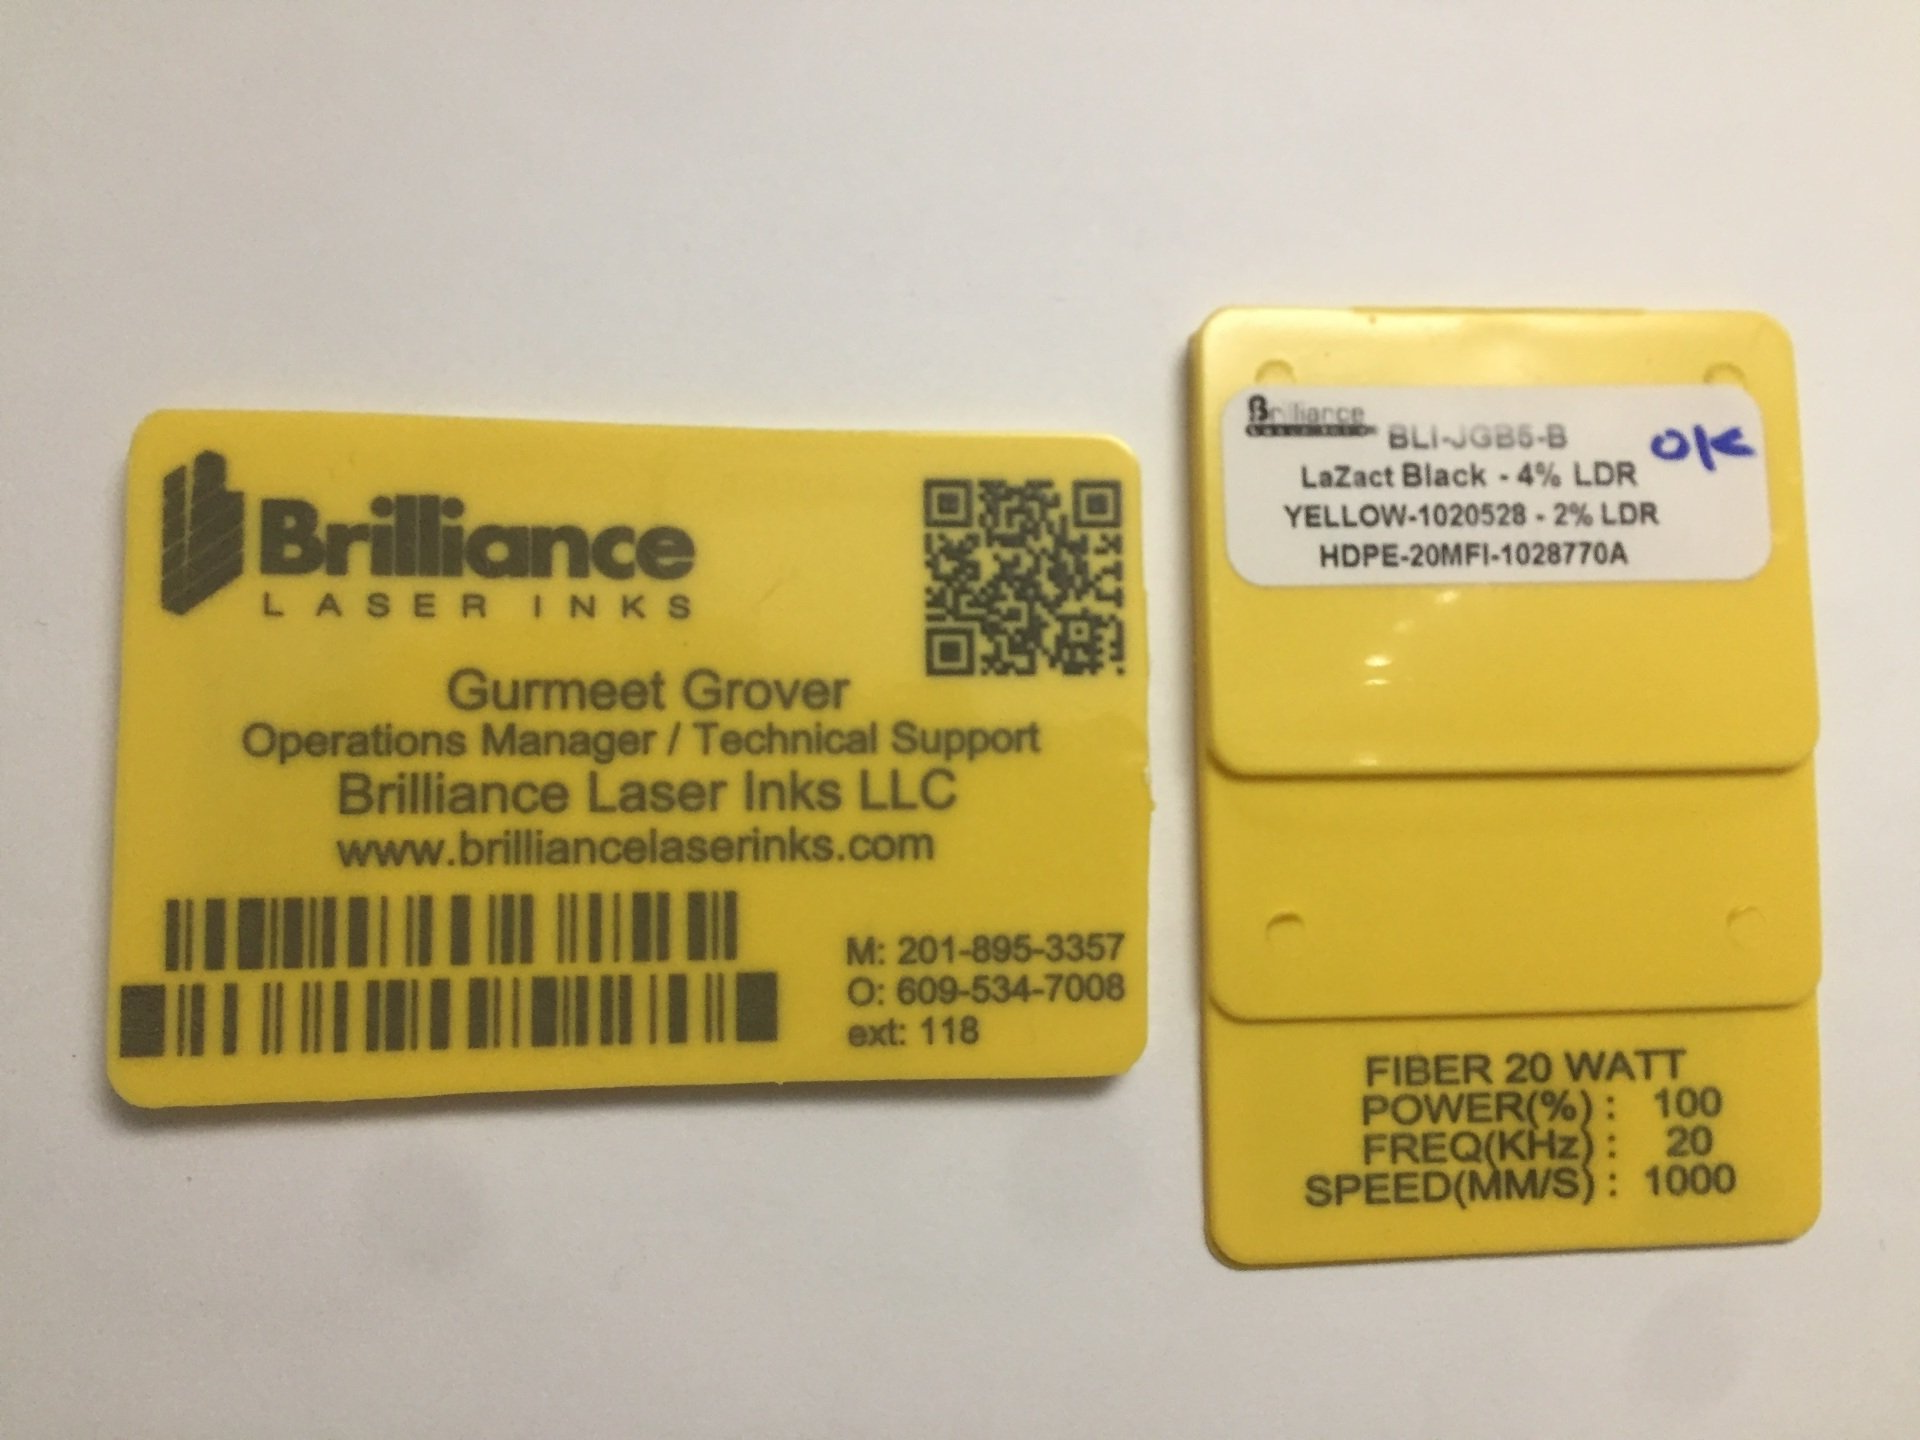 Brilliance
LASER INKS
Gurmeet Grover
Operations Manager / Technical Support
Brilliance Laser Inks LLC
www.brilliancelaserinks.com
M: 201-895-3357
O: 609-534-7008
ext: 118
Brilliance
BLI-JGB5-B
OK
LaZact Black - 4% LDR
YELLOW-1020528 - 2% LDR
HDPE-20MFI-1028770A
FIBER 20 WATT
POWER(%) : 100
FREQ(KHz) : 20
SPEED(MM/S) : 1000